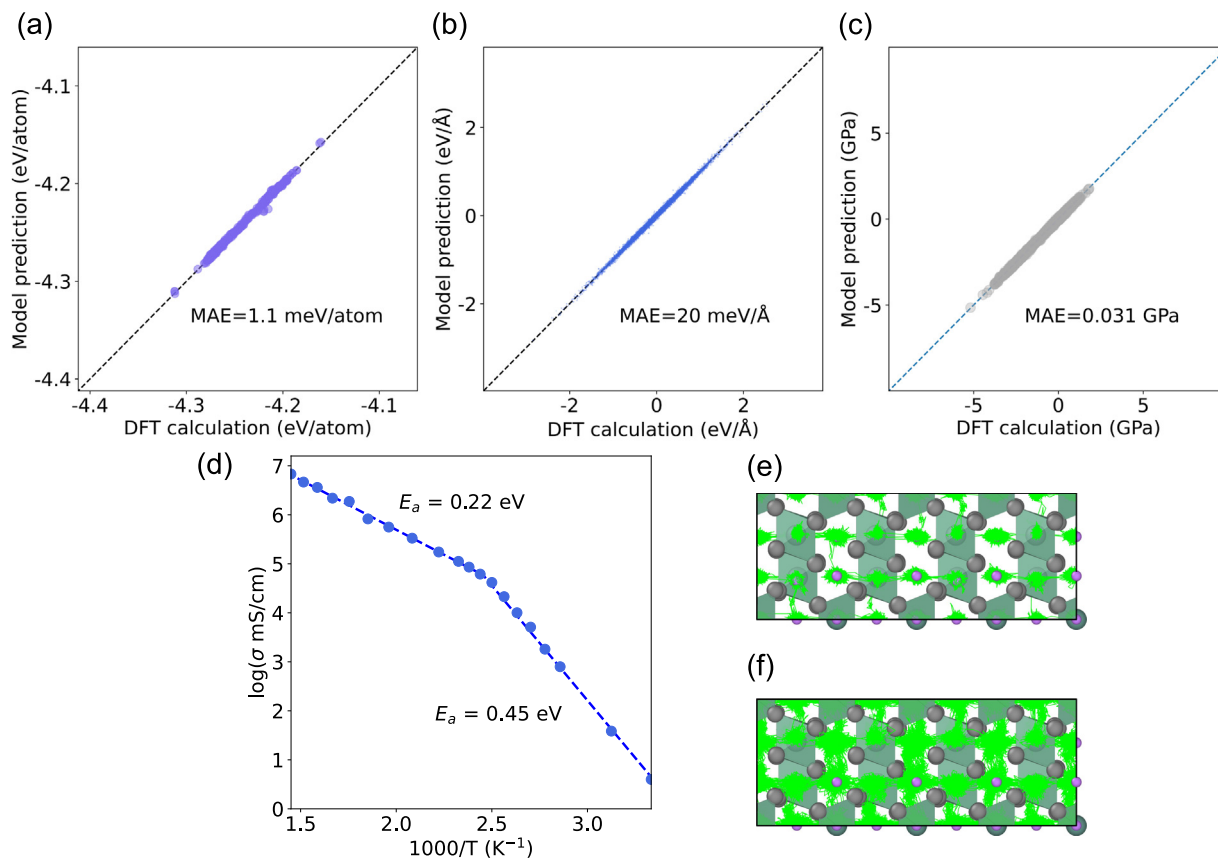 (a)
-4.1
-4.2
-4.3
-4.4
Model prediction (eV/atom)
MAE=1.1 meV/atom
-4.4 -4.3 -4.2 -4.1
DFT calculation (eV/atom)
(b)
2
0
-2
Model prediction (eV/Å)
MAE=20 meV/Å
-2 0 2
DFT calculation (eV/Å)
(c)
5
0
-5
Model prediction (GPa)
MAE=0.031 GPa
-5 0 5
DFT calculation (GPa)
(d)
7
6
5
4
3
2
1
0
log(σ mS/cm)
Eₐ = 0.22 eV
Eₐ = 0.45 eV
1.5 2.0 2.5 3.0
1000/T (K⁻¹)
(e)
(f)